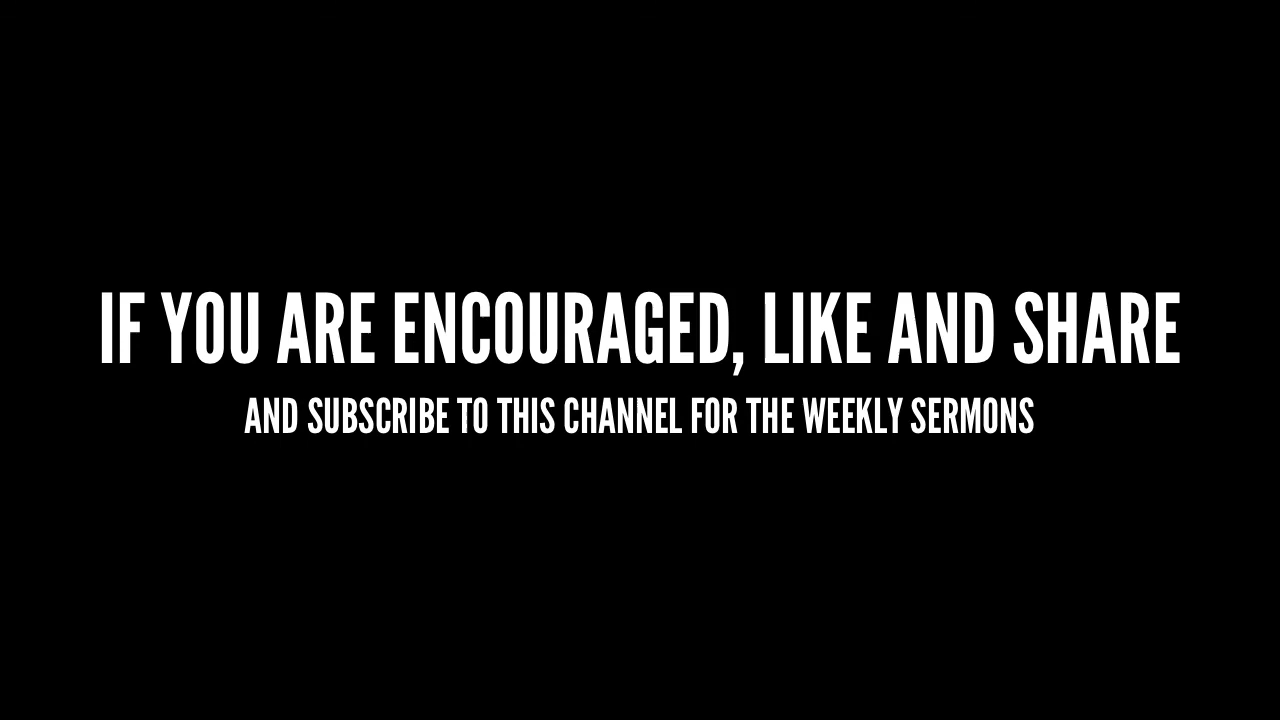 IF YOU ARE ENCOURAGED, LIKE AND SHARE
AND SUBSCRIBE TO THIS CHANNEL FOR THE WEEKLY SERMONS